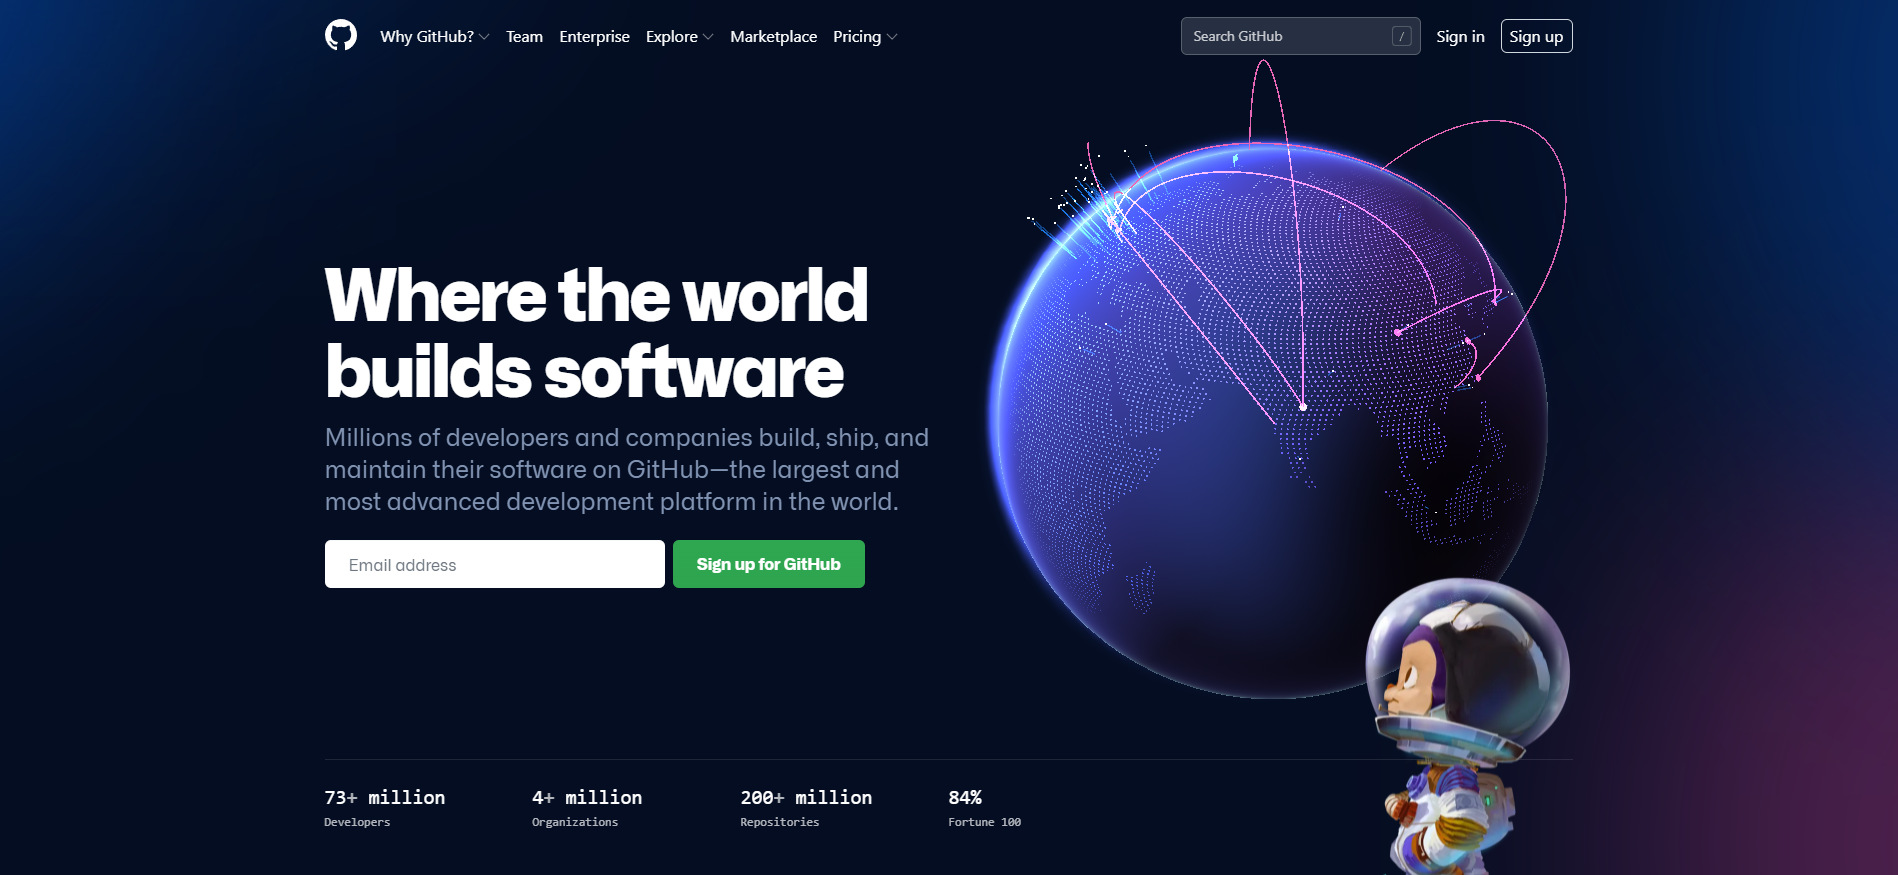 Why GitHub? Team Enterprise Explore Marketplace Pricing Search GitHub / Sign in Sign up
Where the world
builds software
Millions of developers and companies build, ship, and
maintain their software on GitHub—the largest and
most advanced development platform in the world.
Email address Sign up for GitHub
73+ million 4+ million 200+ million 84%
Developers Organizations Repositories Fortune 100